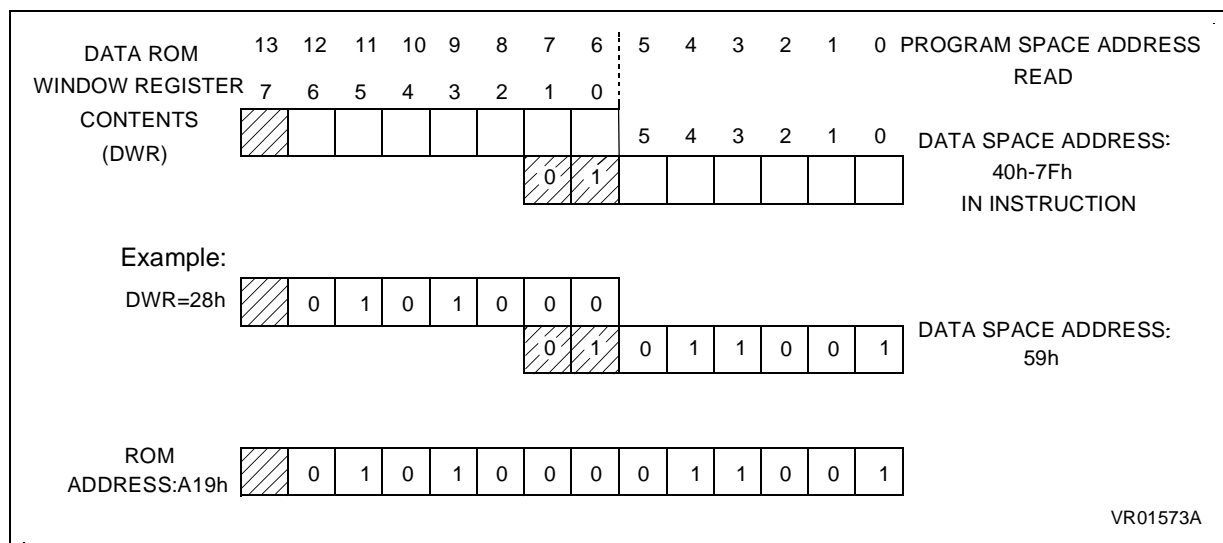 13 12 11 10 9 8 7 6 5 4 3 2 1 0 PROGRAM SPACE ADDRESS
READ
DATA ROM
WINDOW REGISTER 7 6 5 4 3 2 1 0
CONTENTS
(DWR)
5 4 3 2 1 0 DATA SPACE ADDRESS:
40h-7Fh
IN INSTRUCTION
0 1
Example:
DWR=28h 0 1 0 1 0 0 0
0 1 0 1 1 0 0 1 DATA SPACE ADDRESS:
59h
ROM
ADDRESS:A19h 0 1 0 1 0 0 0 0 1 1 0 0 1
VR01573A